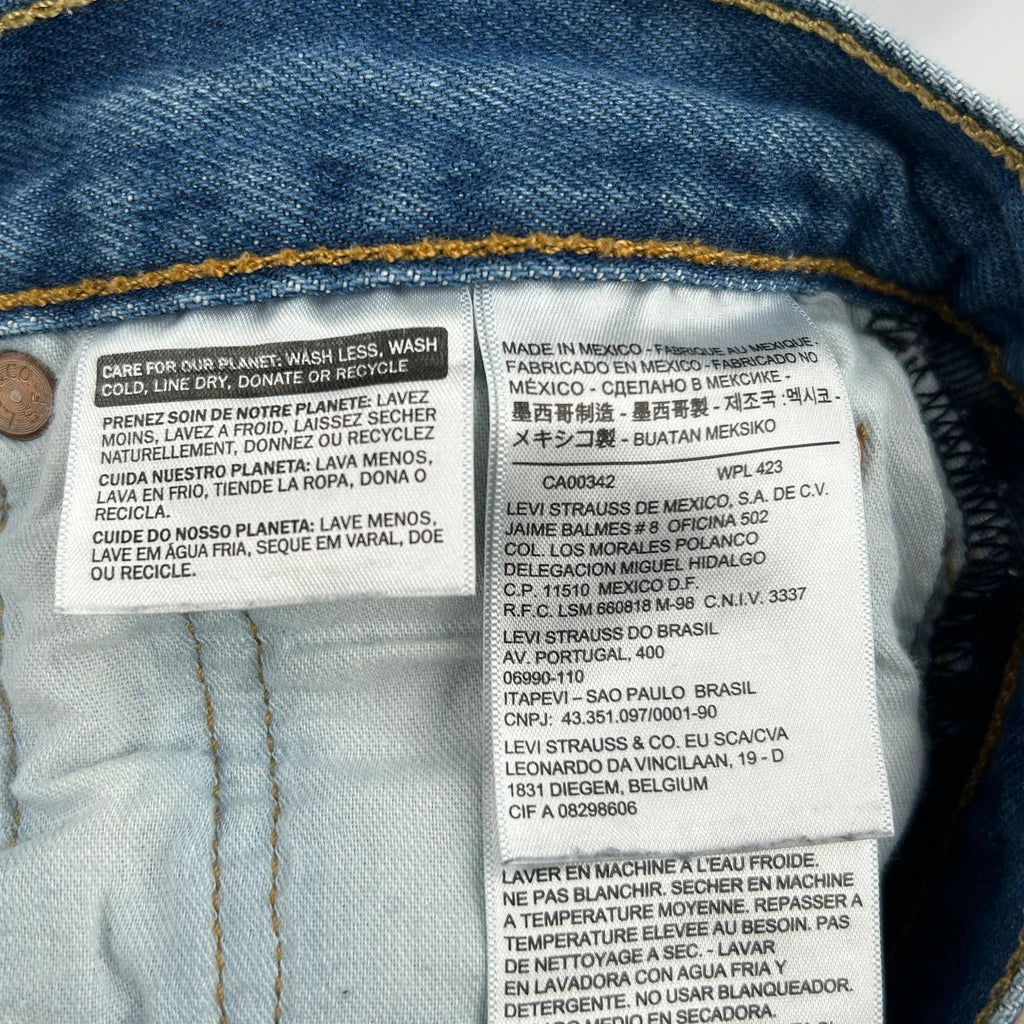 CARE FOR OUR PLANET: WASH LESS, WASH
COLD, LINE DRY, DONATE OR RECYCLE
PRENEZ SOIN DE NOTRE PLANETE: LAVEZ
MOINS, LAVEZ A FROID, LAISSEZ SECHER
NATURELLEMENT, DONNEZ OU RECYCLEZ
CUIDA NUESTRO PLANETA: LAVA MENOS,
LAVA EN FRIO, TIENDE LA ROPA, DONA O
RECICLA.
CUIDE DO NOSSO PLANETA: LAVE MENOS,
LAVE EM ÁGUA FRIA, SEQUE EM VARAL, DOE
OU RECICLE.
MADE IN MEXICO - FABRIQUE AU MEXIQUE -
FABRICADO EN MEXICO - FABRICADO NO
MÉXICO - СДЕЛАНО В МЕКСИКЕ -
墨西哥制造 - 墨西哥製 - 제조국 :멕시코 -
メキシコ製 - BUATAN MEKSIKO
CA00342 WPL 423
LEVI STRAUSS DE MEXICO, S.A. DE C.V.
JAIME BALMES # 8 OFICINA 502
COL. LOS MORALES POLANCO
DELEGACION MIGUEL HIDALGO
C.P. 11510 MEXICO D.F.
R.F.C. LSM 660818 M-98 C.N.I.V. 3337
LEVI STRAUSS DO BRASIL
AV. PORTUGAL, 400
06990-110
ITAPEVI – SAO PAULO BRASIL
CNPJ: 43.351.097/0001-90
LEVI STRAUSS & CO. EU SCA/CVA
LEONARDO DA VINCILAAN, 19 - D
1831 DIEGEM, BELGIUM
CIF A 08298606
LAVER EN MACHINE A L'EAU FROIDE.
NE PAS BLANCHIR. SECHER EN MACHINE
A TEMPERATURE MOYENNE. REPASSER A
TEMPERATURE ELEVEE AU BESOIN. PAS
DE NETTOYAGE A SEC. - LAVAR
EN LAVADORA CON AGUA FRIA Y
DETERGENTE. NO USAR BLANQUEADOR.
MEDIO EN SECADORA.